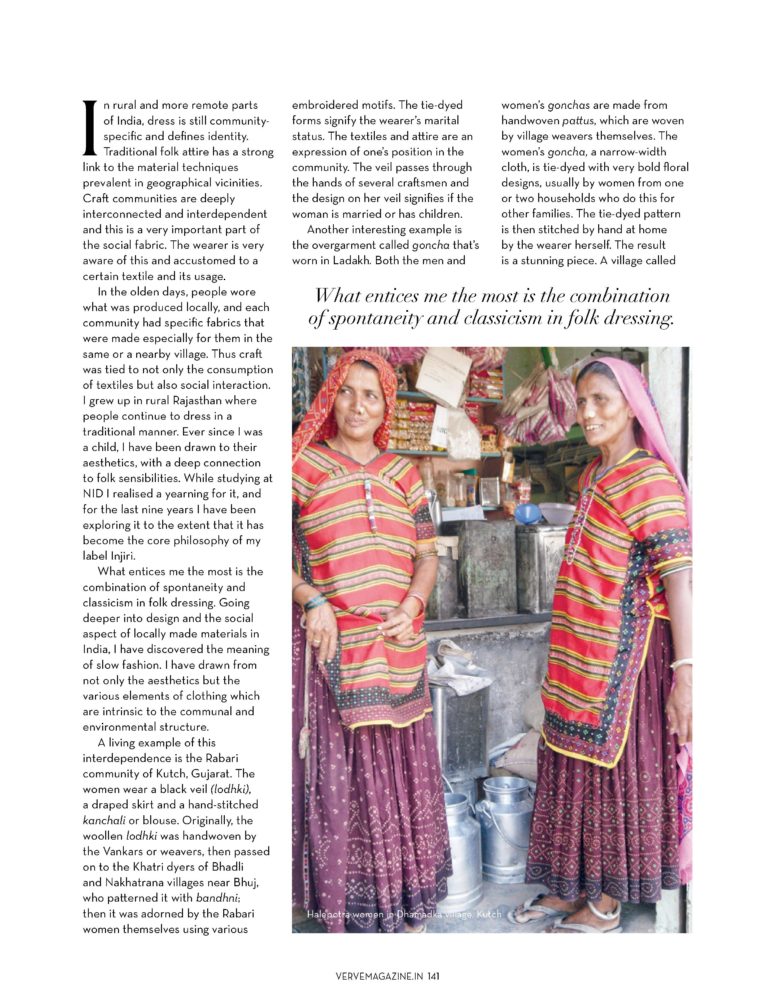 In rural and more remote parts
of India, dress is still community-
specific and defines identity.
Traditional folk attire has a strong
link to the material techniques
prevalent in geographical vicinities.
Craft communities are deeply
interconnected and interdependent
and this is a very important part of
the social fabric. The wearer is very
aware of this and accustomed to a
certain textile and its usage.
In the olden days, people wore
what was produced locally, and each
community had specific fabrics that
were made especially for them in the
same or a nearby village. Thus craft
was tied to not only the consumption
of textiles but also social interaction.
I grew up in rural Rajasthan where
people continue to dress in a
traditional manner. Ever since I was
a child, I have been drawn to their
aesthetics, with a deep connection
to folk sensibilities. While studying at
NID I realised a yearning for it, and
for the last nine years I have been
exploring it to the extent that it has
become the core philosophy of my
label Injiri.
What entices me the most is the
combination of spontaneity and
classicism in folk dressing. Going
deeper into design and the social
aspect of locally made materials in
India, I have discovered the meaning
of slow fashion. I have drawn from
not only the aesthetics but the
various elements of clothing which
are intrinsic to the communal and
environmental structure.
A living example of this
interdependence is the Rabari
community of Kutch, Gujarat. The
women wear a black veil (lodhki),
a draped skirt and a hand-stitched
kanchali or blouse. Originally, the
woollen lodhki was handwoven by
the Vankars or weavers, then passed
on to the Khatri dyers of Bhadli
and Nakhatrana villages near Bhuj,
who patterned it with bandhni;
then it was adorned by the Rabari
women themselves using various
embroidered motifs. The tie-dyed
forms signify the wearer's marital
status. The textiles and attire are an
expression of one's position in the
community. The veil passes through
the hands of several craftsmen and
the design on her veil signifies if the
woman is married or has children.
Another interesting example is
the overgarment called goncha that's
worn in Ladakh. Both the men and
women's gonchas are made from
handwoven pattus, which are woven
by village weavers themselves. The
women's goncha, a narrow-width
cloth, is tie-dyed with very bold floral
designs, usually by women from one
or two households who do this for
other families. The tie-dyed pattern
is then stitched by hand at home
by the wearer herself. The result
is a stunning piece. A village called
What entices me the most is the combination
of spontaneity and classicism in folk dressing.
Halepotra women in Dhamadka village, Kutch
VERVEMAGAZINE.IN 141